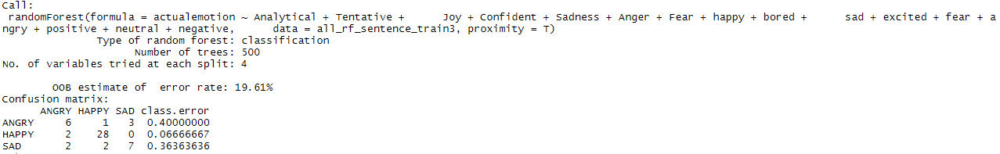 Call:
 randomForest(formula = actualemotion ~ Analytical + Tentative +      Joy + Confident + Sadness + Anger + Fear + happy + bored +      sad + excited + fear + a
ngry + positive + neutral + negative,      data = all_rf_sentence_train3, proximity = T)
               Type of random forest: classification
                     Number of trees: 500
No. of variables tried at each split: 4

        OOB estimate of  error rate: 19.61%
Confusion matrix:
      ANGRY HAPPY SAD class.error
ANGRY     6     1   3  0.40000000
HAPPY     2    28   0  0.06666667
SAD       2     2   7  0.36363636